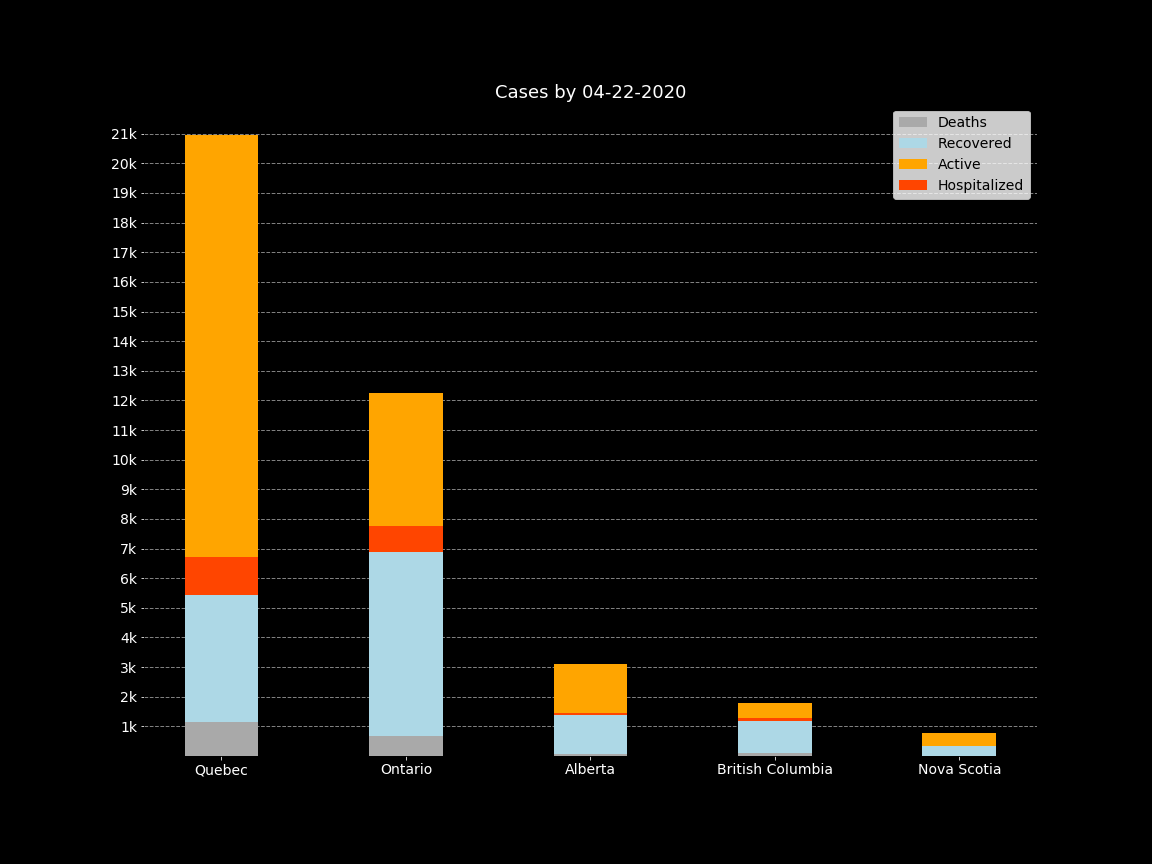 Cases by 04-22-2020
Deaths
Recovered
Active
Hospitalized
21k
20k
19k
18k
17k
16k
15k
14k
13k
12k
11k
10k
9k
8k
7k
6k
5k
4k
3k
2k
1k
Quebec Ontario Alberta British Columbia Nova Scotia